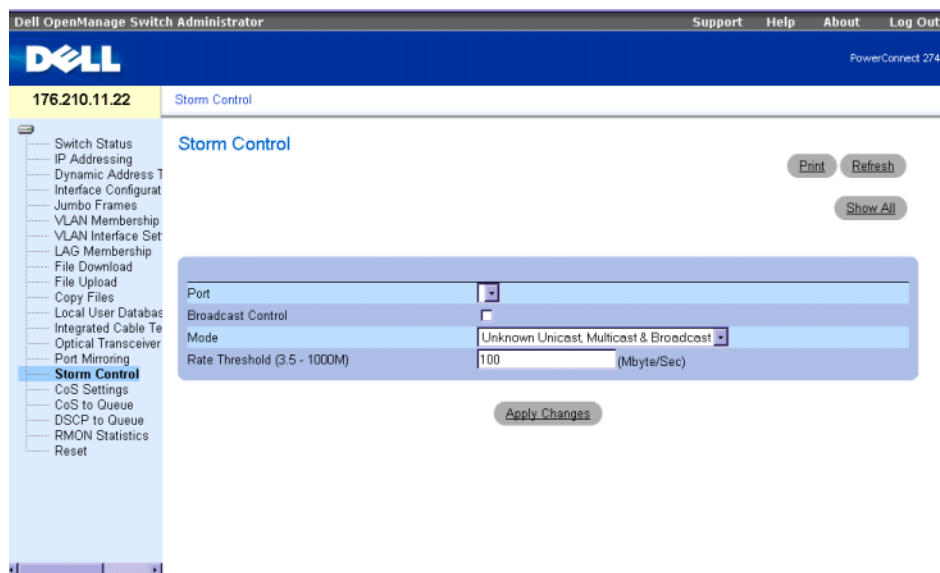 Dell OpenManage Switch Administrator
Support Help About Log Out
DELL
PowerConnect 274
176.210.11.22
Storm Control
Switch Status
IP Addressing
Dynamic Address T
Interface Configurat
Jumbo Frames
VLAN Membership
VLAN Interface Set
LAG Membership
File Download
File Upload
Copy Files
Local User Databas
Integrated Cable Te
Optical Transceiver
Port Mirroring
Storm Control
CoS Settings
CoS to Queue
DSCP to Queue
RMON Statistics
Reset
Storm Control
Print Refresh
Show All
Port
Broadcast Control
Mode Unknown Unicast, Multicast & Broadcast
Rate Threshold (3.5 - 1000M) 100 (Mbyte/Sec)
Apply Changes